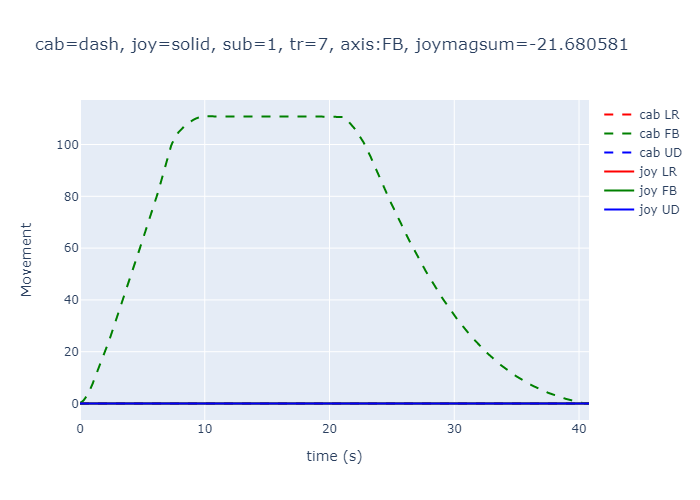 cab=dash, joy=solid, sub=1, tr=7, axis:FB, joymagsum=-21.680581
cab LR
cab FB
cab UD
joy LR
joy FB
joy UD
100
80
60
40
20
0
Movement
0 10 20 30 40
time (s)